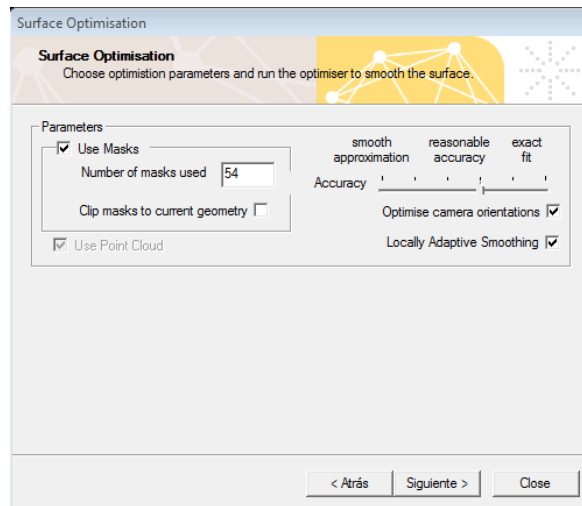 Surface Optimisation
Surface Optimisation
Choose optimistion parameters and run the optimiser to smooth the surface.
Parameters
Use Masks
Number of masks used 54
Clip masks to current geometry
Use Point Cloud
smooth approximation
reasonable accuracy
exact fit
Accuracy
Optimise camera orientations
Locally Adaptive Smoothing
< Atrás
Siguiente >
Close